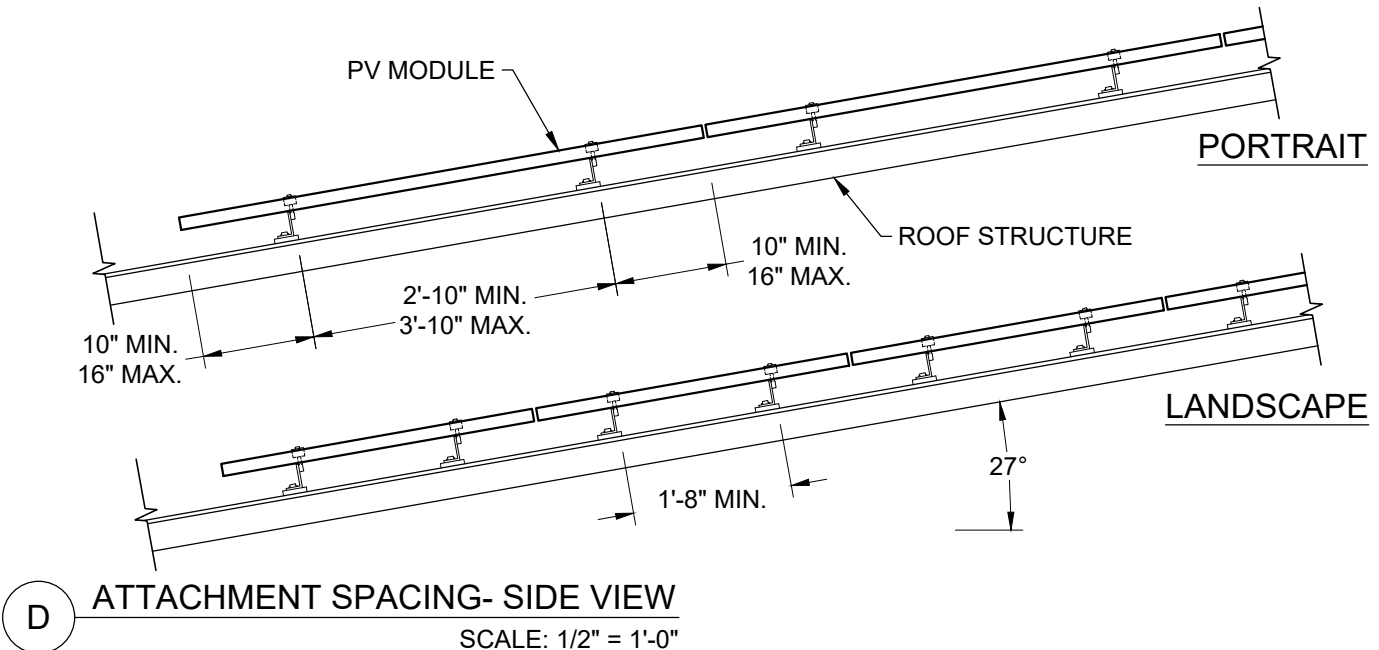 PV MODULE
PORTRAIT
ROOF STRUCTURE
10" MIN.
16" MAX.
2'-10" MIN.
3'-10" MAX.
10" MIN.
16" MAX.
LANDSCAPE
27°
1'-8" MIN.
D
ATTACHMENT SPACING- SIDE VIEW
SCALE: 1/2" = 1'-0"